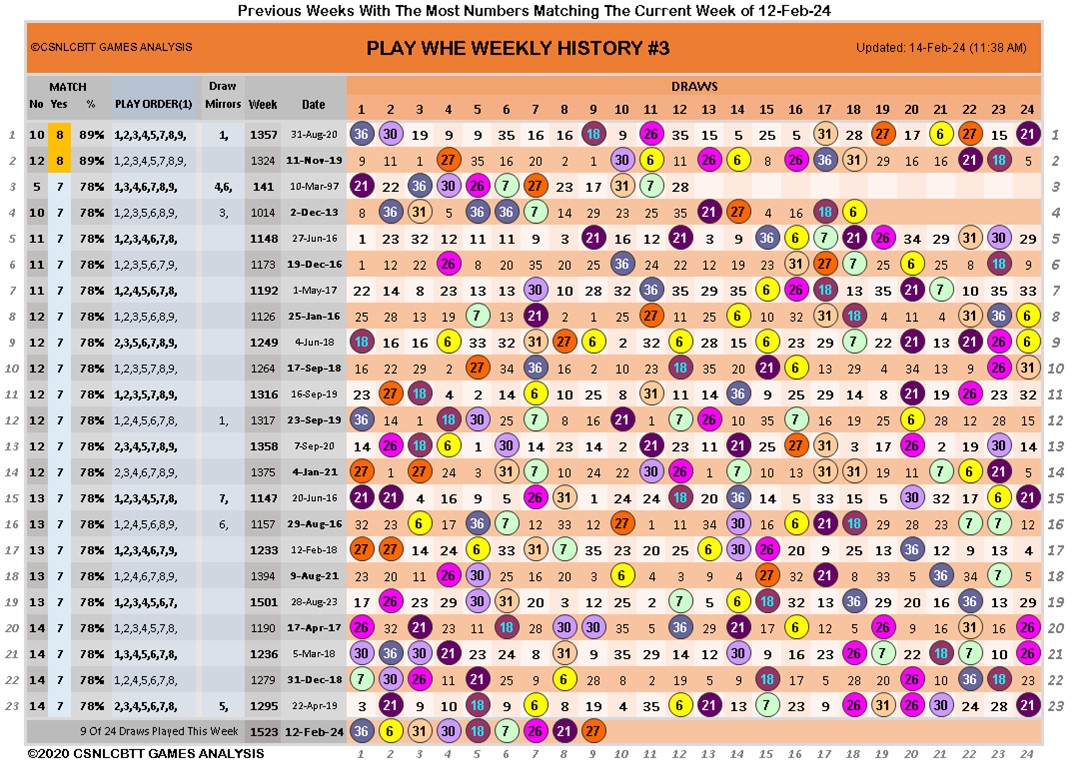 Previous Weeks With The Most Numbers Matching The Current Week of 12-Feb-24
©CSNLCBTT GAMES ANALYSIS PLAY WHE WEEKLY HISTORY #3 Updated: 14-Feb-24 (11:38 AM)
MATCH Draw DRAWS
No Yes % PLAY ORDER(1) Mirrors Week Date 1 2 3 4 5 6 7 8 9 10 11 12 13 14 15 16 17 18 19 20 21 22 23 24
1 10 8 89% 1,2,3,4,5,7,8,9, 1, 1357 31-Aug-20 36 30 19 9 9 35 16 16 18 9 26 35 15 5 25 5 31 28 27 17 6 27 15 21 1
2 12 8 89% 1,2,3,4,5,7,8,9, 1324 11-Nov-19 9 11 1 27 35 16 20 2 1 30 6 11 26 6 8 26 36 31 29 16 16 21 18 5 2
3 5 7 78% 1,3,4,6,7,8,9, 4,6, 141 10-Mar-97 21 22 36 30 26 7 27 23 17 31 7 28 3
4 10 7 78% 1,2,3,5,6,8,9, 3, 1014 2-Dec-13 8 36 31 5 36 36 7 14 29 23 25 35 21 27 4 16 18 6 4
5 11 7 78% 1,2,3,4,6,7,8, 1148 27-Jun-16 1 23 32 12 11 11 9 3 21 16 12 21 3 9 36 6 7 21 26 34 29 31 30 29 5
6 11 7 78% 1,2,3,5,6,7,9, 1173 19-Dec-16 1 12 22 26 8 20 35 25 10 36 24 22 12 19 23 31 27 7 25 6 25 8 18 9 6
7 11 7 78% 1,2,4,5,6,7,8, 1192 1-May-17 22 14 8 23 13 13 30 10 28 32 36 35 29 35 6 26 18 13 35 21 7 10 35 33 7
8 12 7 78% 1,2,3,5,6,8,9, 1126 25-Jan-16 25 28 13 19 7 13 21 2 1 25 27 11 25 6 10 32 31 18 4 11 4 31 36 6 8
9 12 7 78% 2,3,5,6,7,8,9, 1249 4-Jun-18 18 16 16 6 33 32 31 27 6 2 32 6 28 15 6 23 29 7 29 21 13 21 26 6 9
10 12 7 78% 1,2,3,5,7,8,9, 1264 17-Sep-18 16 22 29 2 27 34 36 16 2 10 23 18 35 20 21 6 13 29 20 4 34 13 26 31 10
11 12 7 78% 1,2,3,5,7,8,9, 1316 16-Sep-19 23 27 18 4 2 14 6 10 25 8 31 11 14 36 9 25 29 14 8 21 19 26 23 32 11
12 12 7 78% 1,2,4,5,6,7,8, 1, 1317 23-Sep-19 36 14 1 18 30 28 7 8 16 21 1 7 26 10 32 7 16 20 12 6 28 12 28 15 12
13 12 7 78% 2,3,4,5,7,8,9, 1358 7-Sep-20 14 26 18 6 1 30 14 23 14 2 21 23 11 21 25 27 31 3 20 26 2 19 30 14 13
14 12 7 78% 2,3,4,6,7,8,9, 1375 4-Jan-21 27 1 27 24 3 31 7 10 24 22 30 26 1 7 10 13 31 31 19 11 7 6 21 5 14
15 13 7 78% 1,2,3,4,5,7,8, 7, 1147 20-Jun-16 21 21 4 16 9 5 26 31 1 24 24 18 20 36 14 5 33 15 5 30 32 17 6 21 15
16 13 7 78% 1,2,4,5,6,8,9, 6, 1157 29-Aug-16 32 23 6 17 36 7 12 33 12 27 1 11 34 30 16 6 21 18 29 28 23 7 7 12 16
17 13 7 78% 1,2,3,4,6,7,9, 1233 12-Feb-18 27 27 14 24 6 33 31 7 35 23 20 25 6 30 26 20 9 25 13 36 12 9 13 4 17
18 13 7 78% 1,2,4,6,7,8,9, 1394 9-Aug-21 23 20 11 26 30 25 16 20 3 6 4 3 9 4 27 32 21 8 33 5 36 34 7 5 18
19 13 7 78% 1,2,3,4,5,6,7, 1501 28-Aug-23 17 26 23 29 30 31 20 3 12 25 2 7 5 6 18 32 13 36 29 20 16 36 13 29 19
20 14 7 78% 1,2,3,4,5,7,8, 1190 17-Apr-17 26 32 21 23 11 18 28 30 30 35 5 36 34 21 17 6 12 5 26 9 16 31 16 26 20
21 14 7 78% 1,3,4,5,6,7,8, 1236 5-Mar-18 30 36 30 21 23 24 8 31 9 35 29 14 12 30 9 16 23 26 7 22 18 7 10 26 21
22 14 7 78% 1,2,4,5,6,7,8, 1279 31-Dec-18 7 30 26 11 21 25 9 6 28 8 2 19 5 9 18 17 5 28 10 26 10 36 18 23 22
23 14 7 78% 2,3,4,5,6,7,8, 5, 1295 22-Apr-19 3 21 9 10 18 19 6 8 19 4 35 6 21 13 7 23 9 26 31 26 30 24 28 21 23
9 Of 24 Draws Played This Week 1523 12-Feb-24 36 6 31 30 18 7 26 21 27
©2020 CSNLCBTT GAMES ANALYSIS 1 2 3 4 5 6 7 8 9 10 11 12 13 14 15 16 17 18 19 20 21 22 23 24